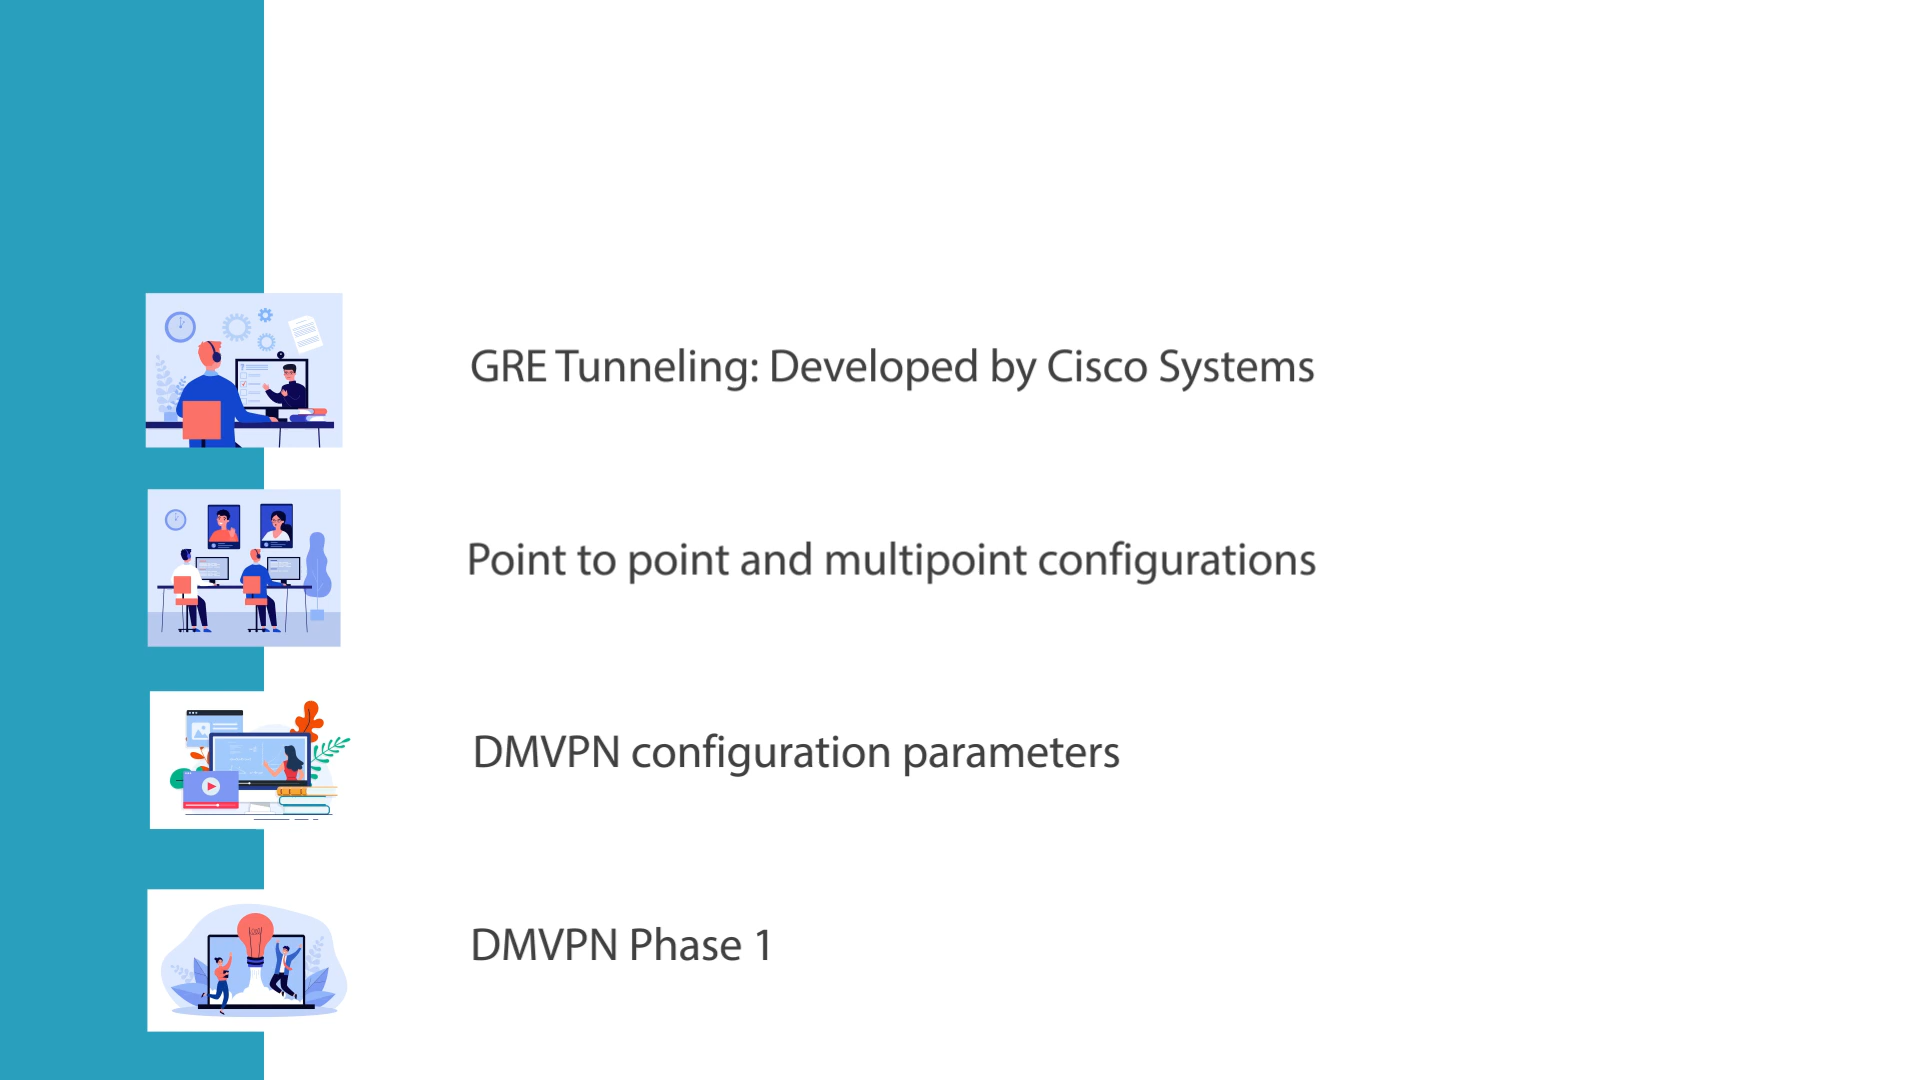 GRE Tunneling: Developed by Cisco Systems
Point to point and multipoint configurations
DMVPN configuration parameters
DMVPN Phase 1